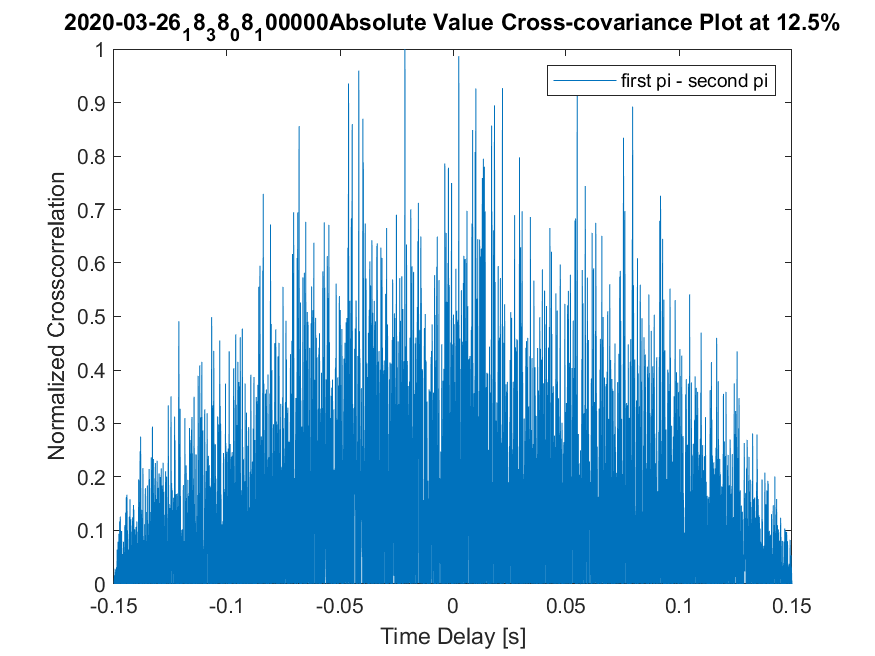 2020-03-26₁8₃8₀8₁00000Absolute Value Cross-covariance Plot at 12.5%
first pi - second pi
Normalized Crosscorrelation
1
0.9
0.8
0.7
0.6
0.5
0.4
0.3
0.2
0.1
0
-0.15 -0.1 -0.05 0 0.05 0.1 0.15
Time Delay [s]